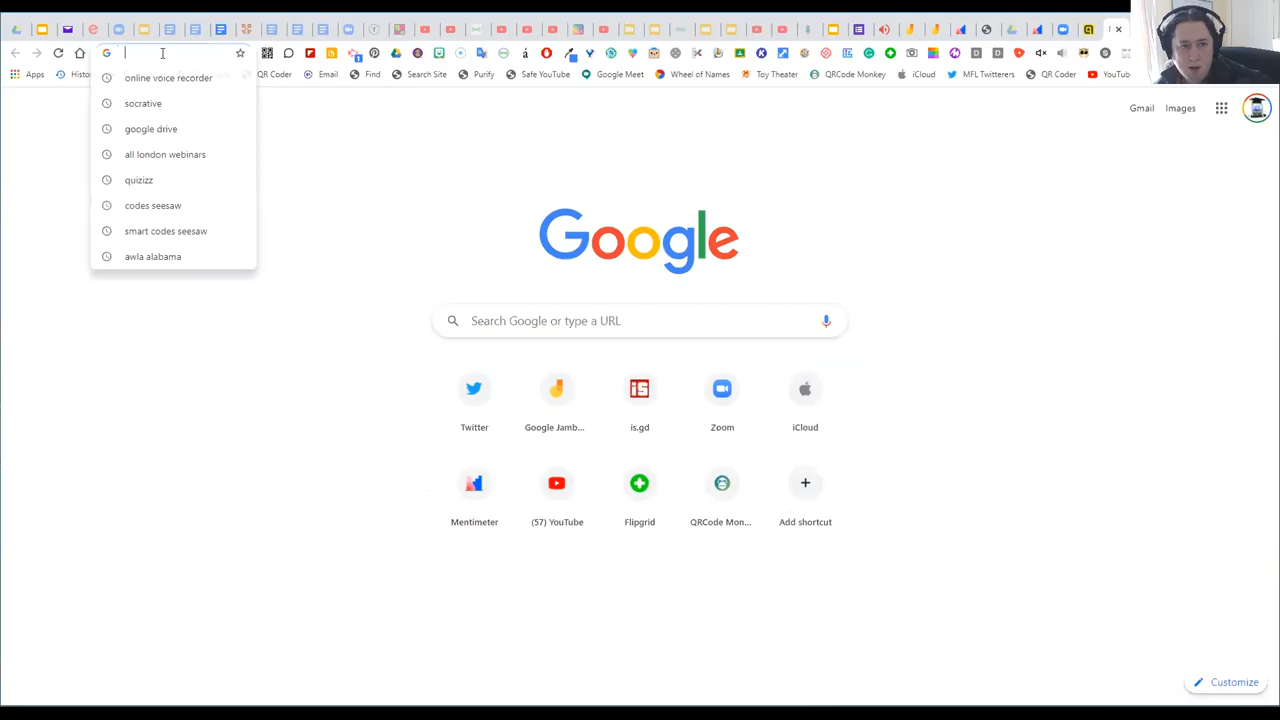 Apps
Histo
QR Coder
Email
Find
Search Site
Purify
Safe YouTube
Google Meet
Wheel of Names
Toy Theater
QRCode Monkey
iCloud
MFL Twitterers
QR Coder
YouTub
online voice recorder
socrative
google drive
all london webinars
quizizz
codes seesaw
smart codes seesaw
awla alabama
Gmail
Images
Google
Search Google or type a URL
Twitter
Google Jamb...
is.gd
Zoom
iCloud
Mentimeter
(57) YouTube
Flipgrid
QRCode Mon...
Add shortcut
Customize